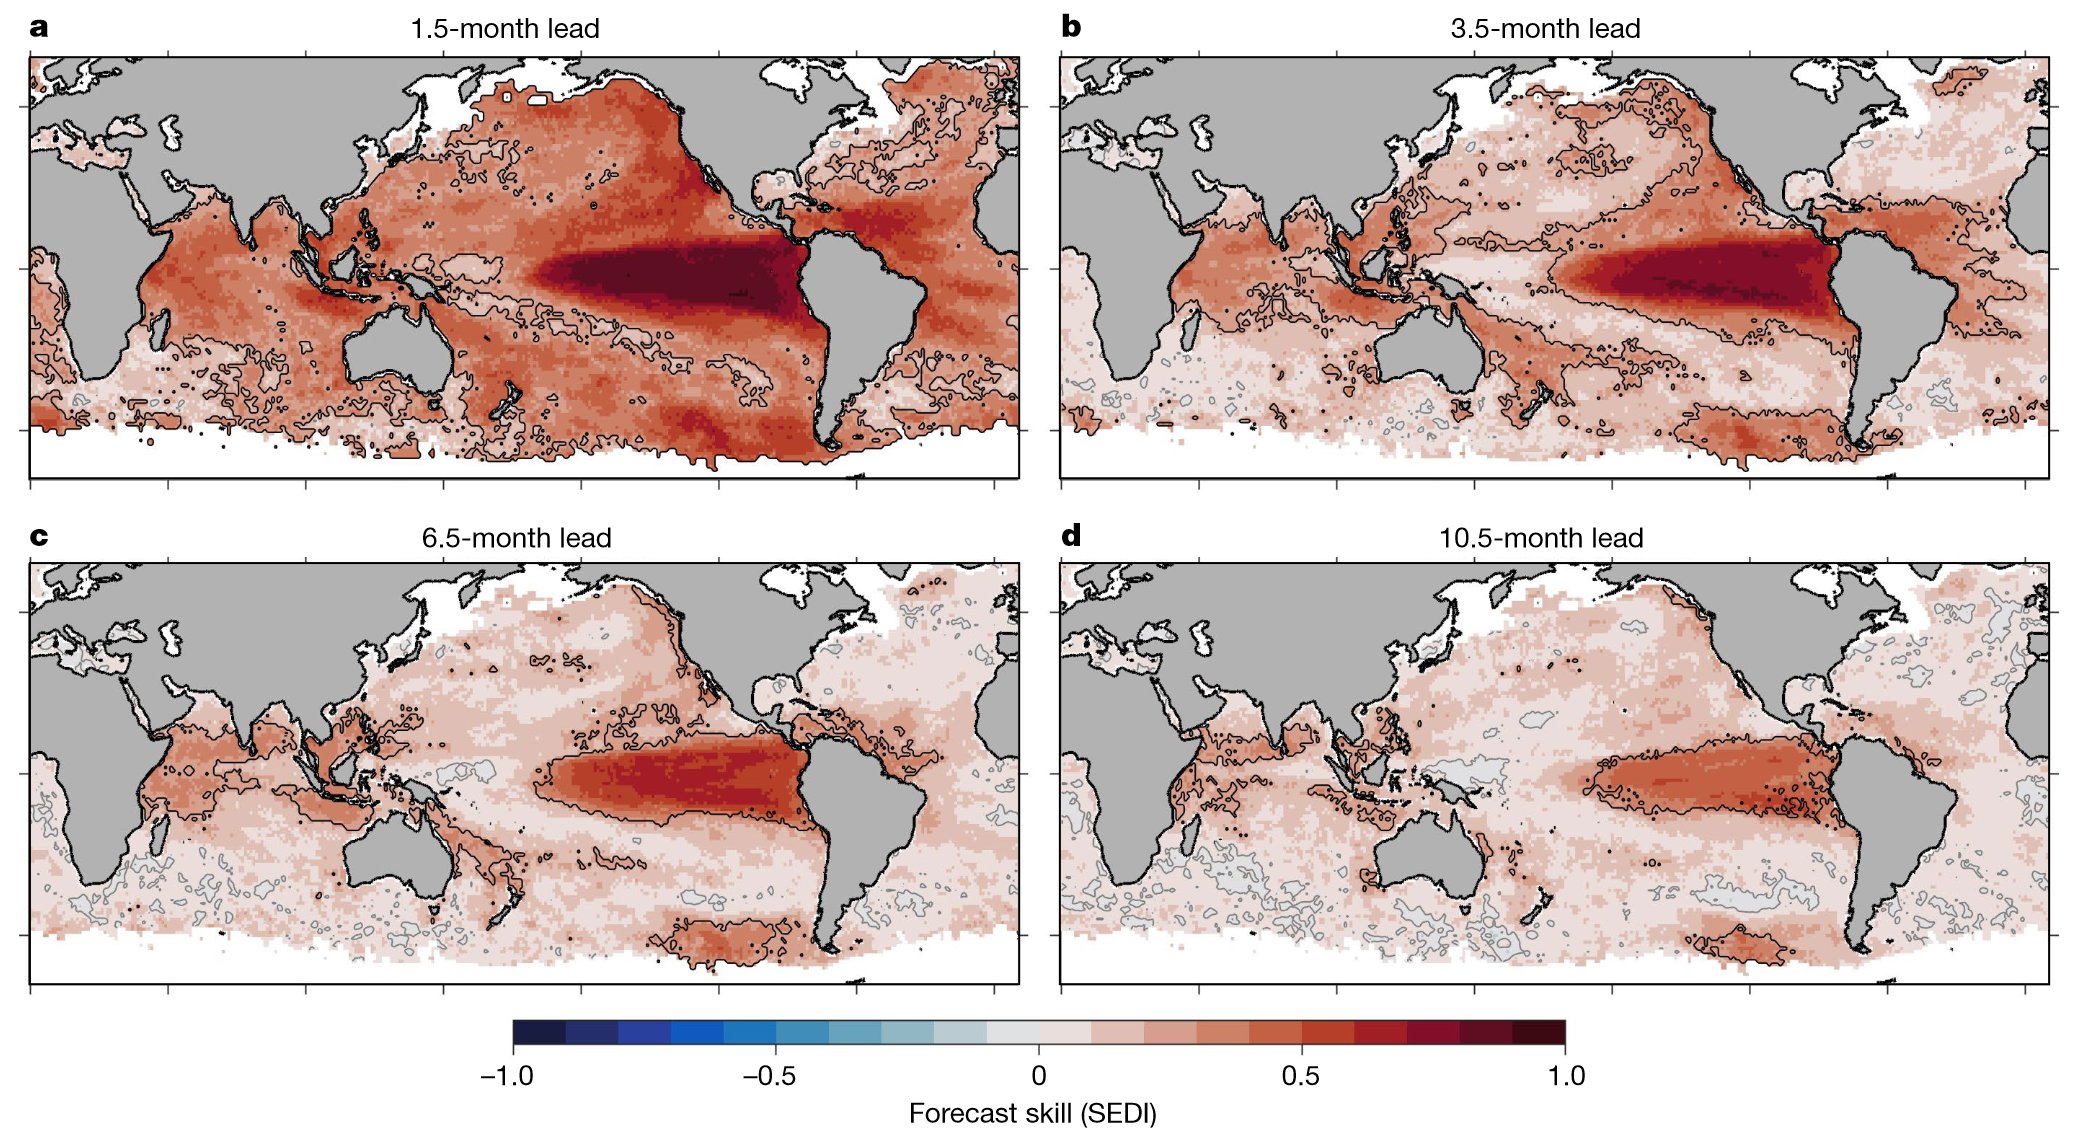 a
1.5-month lead
b
3.5-month lead
c
6.5-month lead
d
10.5-month lead
−1.0
−0.5
0
0.5
1.0
Forecast skill (SEDI)